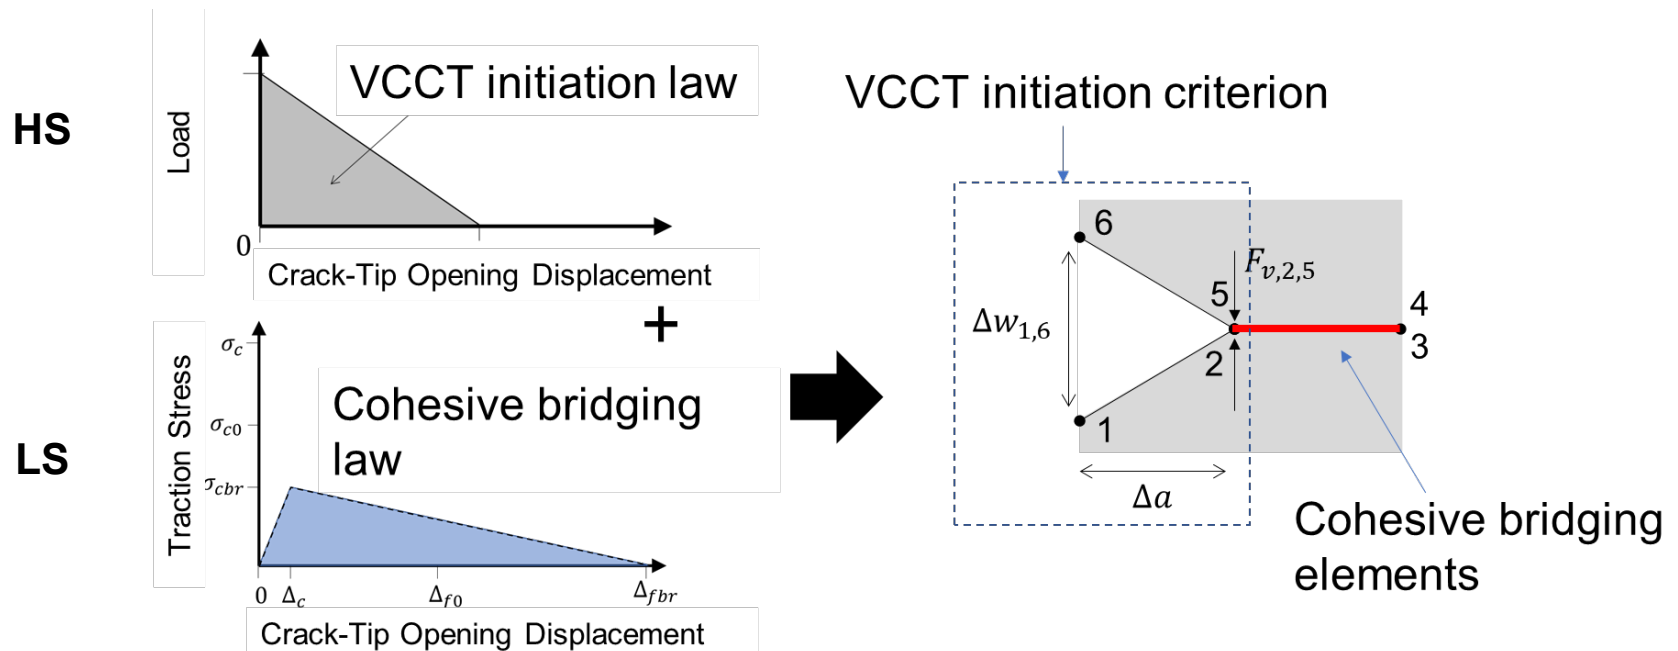 HS
Load
VCCT initiation law
0
Crack-Tip Opening Displacement
+
LS
Traction Stress
σc
σc0
σcbr
Cohesive bridging
law
0 Δc Δf0 Δfbr
Crack-Tip Opening Displacement
VCCT initiation criterion
6
Fv,2,5
5
4
Δw1,6
3
2
1
Δa
Cohesive bridging
elements